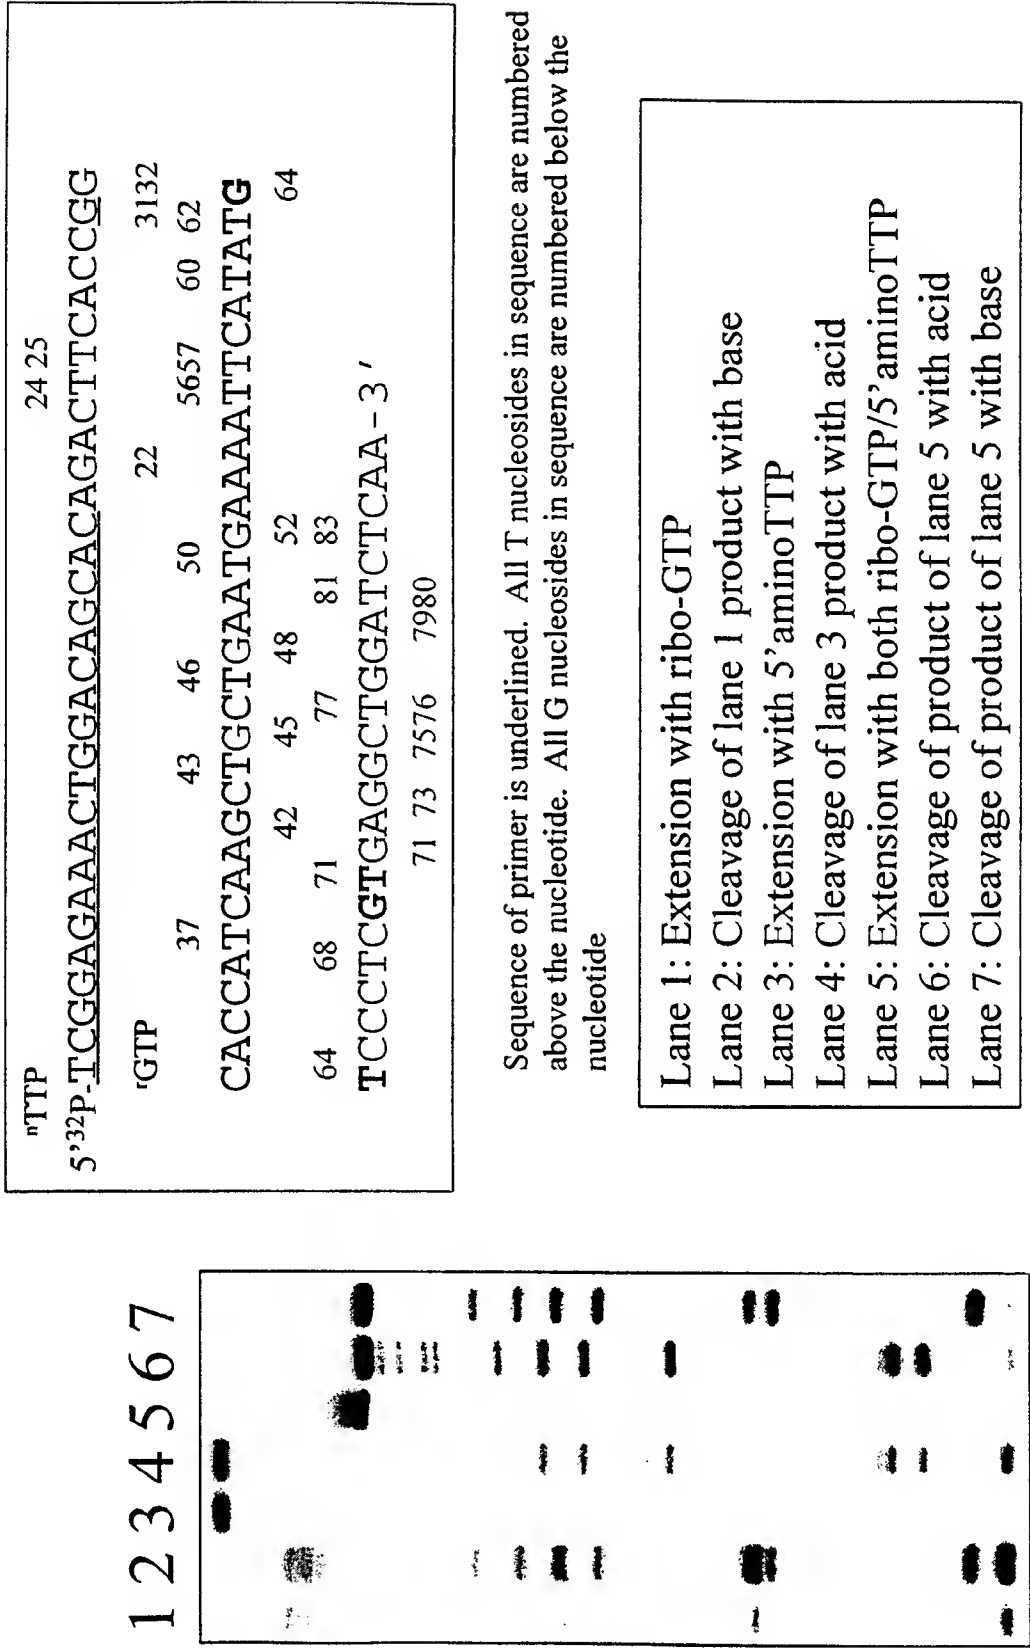 1 2 3 4 5 6 7
ⁿTTP
24 25
5'³²P-TCGGAGAAACTGGACAGCACAGACTTCACCGG
ʳGTP 22 3132
37 43 46 50 5657 60 62
CACCATCAAGCTGCTGAATGAAAATTCATATG
42 45 48 52 64
64 68 71 77 81 83
TCCCTCGTGAGGCTGGATCCTCAA-3'
71 73 7576 7980
Sequence of primer is underlined. All T nucleosides in sequence are numbered
above the nucleotide. All G nucleosides in sequence are numbered below the
nucleotide
Lane 1: Extension with ribo-GTP
Lane 2: Cleavage of lane 1 product with base
Lane 3: Extension with 5'aminoTTP
Lane 4: Cleavage of lane 3 product with acid
Lane 5: Extension with both ribo-GTP/5'aminoTTP
Lane 6: Cleavage of product of lane 5 with acid
Lane 7: Cleavage of product of lane 5 with base